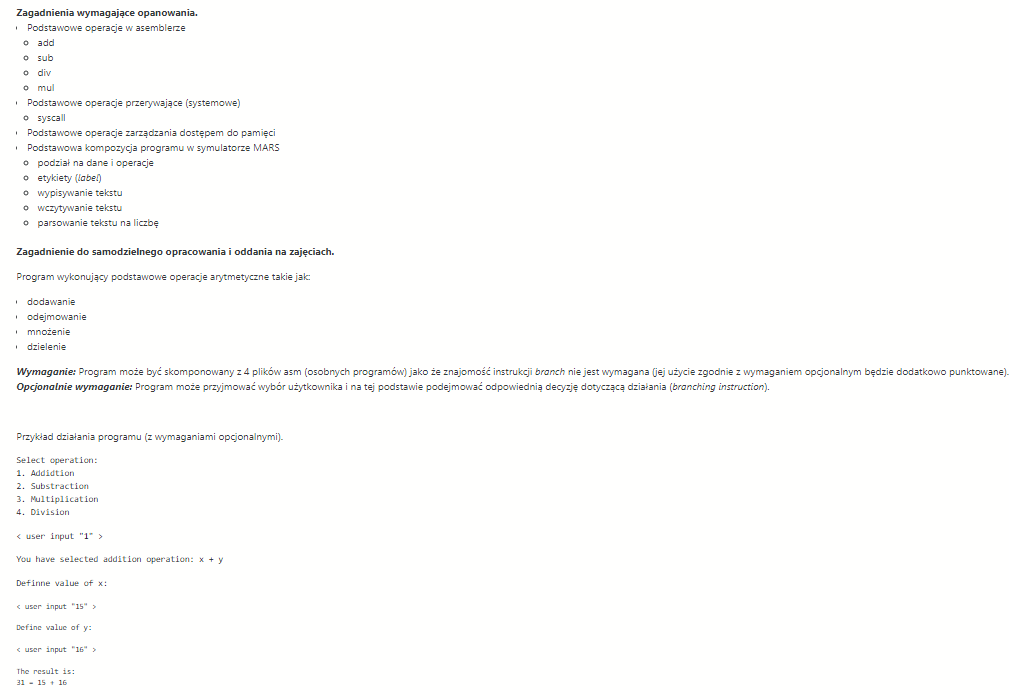 Zagadnienia wymagające opanowania.
Podstawowe operacje w asemblerze
add
sub
div
mul
Podstawowe operacje przerywające (systemowe)
syscall
Podstawowe operacje zarządzania dostępem do pamięci
Podstawowa kompozycja programu w symulatorze MARS
podział na dane i operacje
etykiety (label)
wypisywanie tekstu
wczytywanie tekstu
parsowanie tekstu na liczbę
Zagadnienie do samodzielnego opracowania i oddania na zajęciach.
Program wykonujący podstawowe operacje arytmetyczne takie jak:
dodawanie
odejmowanie
mnożenie
dzielenie
Wymaganie: Program może być skomponowany z 4 plików asm (osobnych programów) jako że znajomość instrukcji branch nie jest wymagana (jej użycie zgodnie z wymaganiem opcjonalnym będzie dodatkowo punktowane).
Opcjonalnie wymaganie: Program może przyjmować wybór użytkownika i na tej podstawie podejmować odpowiednią decyzję dotyczącą działania (branching instruction).
Przykład działania programu (z wymaganiami opcjonalnymi).
Select operation:
1. Addidtion
2. Substraction
3. Multiplication
4. Division
< user input "1" >
You have selected addition operation: x + y
Definne value of x:
< user input "15" >
Define value of y:
< user input "16" >
The result is:
31 = 15 + 16